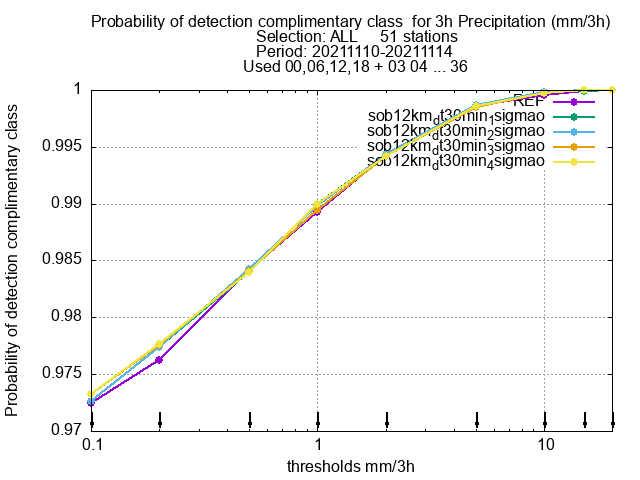 Probability of detection complimentary class  for 3h Precipitation (mm/3h)
Selection: ALL     51 stations
Period: 20211110-20211114
Used 00,06,12,18 + 03 04 ... 36
Probability of detection complimentary class
1
0.995
0.99
0.985
0.98
0.975
0.97
REF
sob12km_dt30min_1sigmao
sob12km_dt30min_2sigmao
sob12km_dt30min_3sigmao
sob12km_dt30min_4sigmao
0.1 1 10
thresholds mm/3h